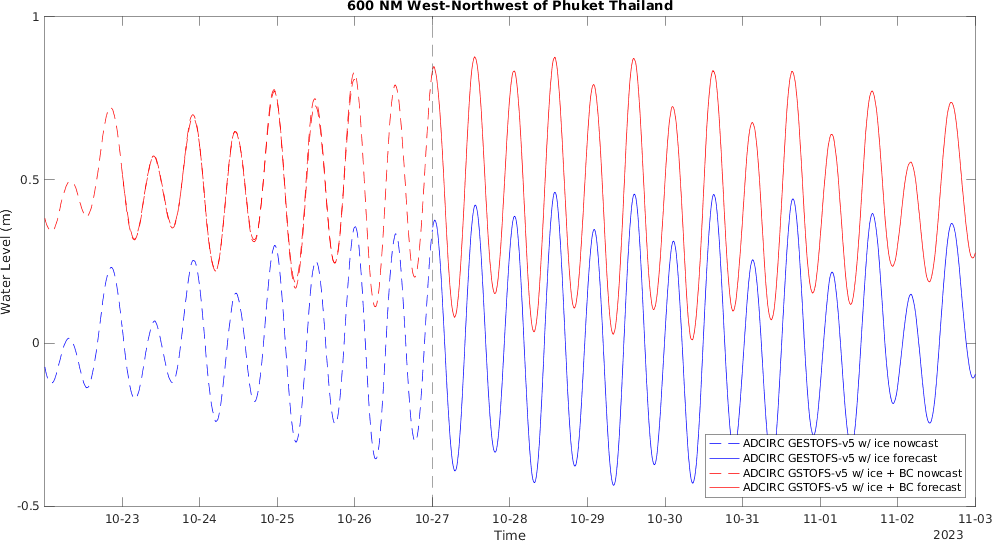 600 NM West-Northwest of Phuket Thailand
1
0.5
0
-0.5
Water Level (m)
ADCIRC GESTOFS-v5 w/ ice nowcast
ADCIRC GESTOFS-v5 w/ ice forecast
ADCIRC GSTOFS-v5 w/ ice + BC nowcast
ADCIRC GSTOFS-v5 w/ ice + BC forecast
10-23 10-24 10-25 10-26 10-27 10-28 10-29 10-30 10-31 11-01 11-02 11-03
Time
2023